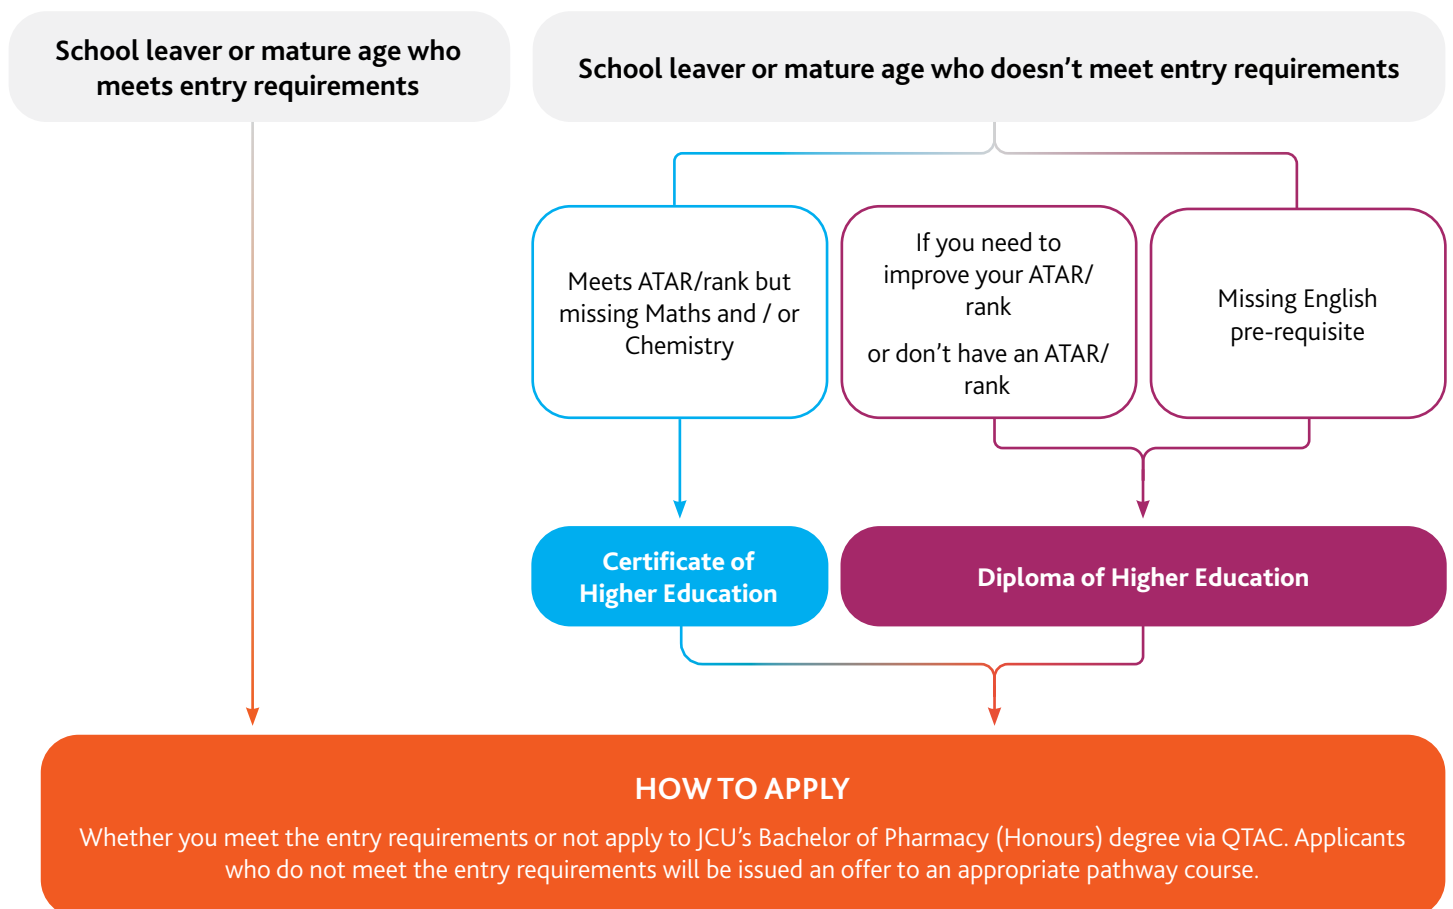 School leaver or mature age who
meets entry requirements
School leaver or mature age who doesn’t meet entry requirements
Meets ATAR/rank but
missing Maths and / or
Chemistry
If you need to
improve your ATAR/
rank
or don’t have an ATAR/
rank
Missing English
pre-requisite
Certificate of
Higher Education
Diploma of Higher Education
HOW TO APPLY
Whether you meet the entry requirements or not apply to JCU’s Bachelor of Pharmacy (Honours) degree via QTAC. Applicants
who do not meet the entry requirements will be issued an offer to an appropriate pathway course.